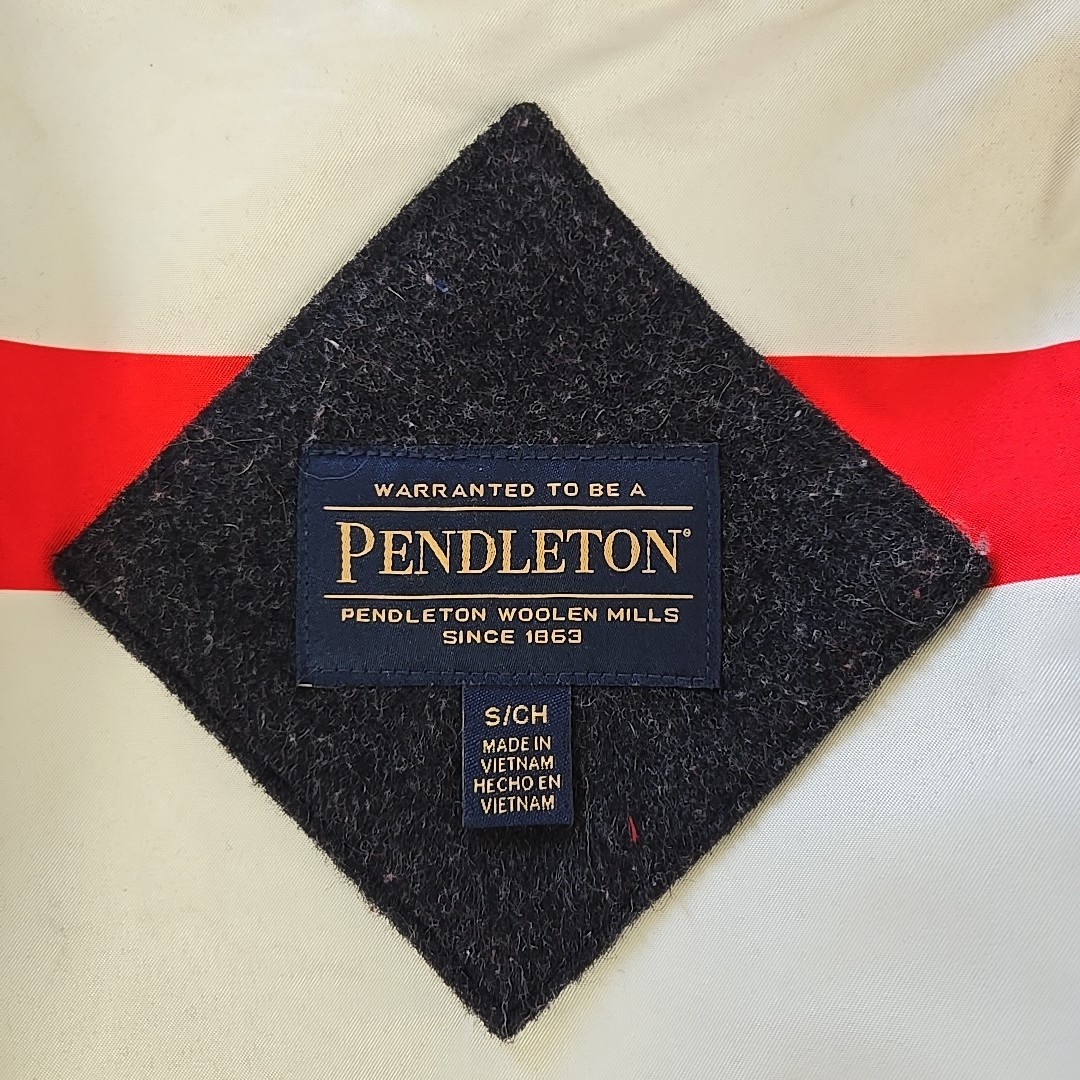 WARRANTED TO BE A
PENDLETON®
PENDLETON WOOLEN MILLS
SINCE 1863
S/CH
MADE IN
VIETNAM
HECHO EN
VIETNAM